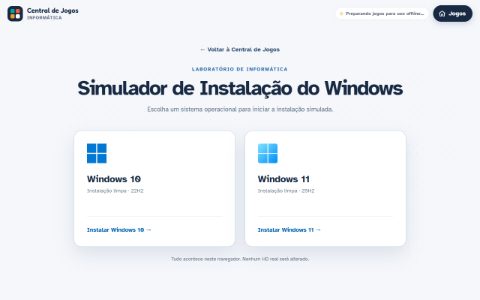 Central de Jogos
INFORMÁTICA
Preparando jogos para uso offline...
Jogos
← Voltar à Central de Jogos
LABORATÓRIO DE INFORMÁTICA
Simulador de Instalação do Windows
Escolha um sistema operacional para iniciar a instalação simulada.
Windows 10
Instalação limpa · 22H2
Instalar Windows 10 →
Windows 11
Instalação limpa · 25H2
Instalar Windows 11 →
Tudo acontece neste navegador. Nenhum HD real será alterado.